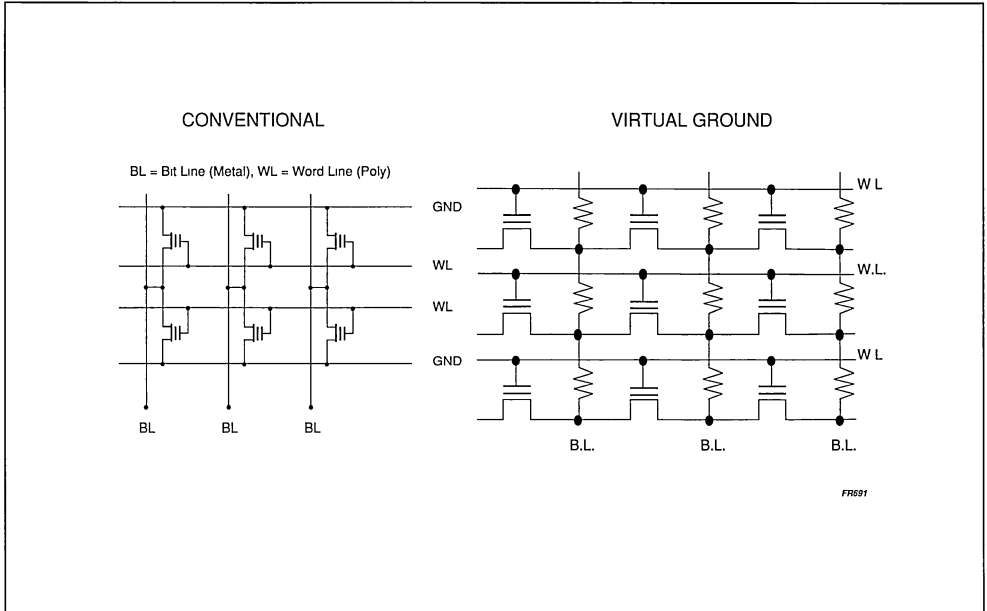 CONVENTIONAL
BL = Bit Line (Metal), WL = Word Line (Poly)
GND
WL
WL
GND
BL BL BL
VIRTUAL GROUND
W L
W.L.
W L
B.L. B.L. B.L.
FR691